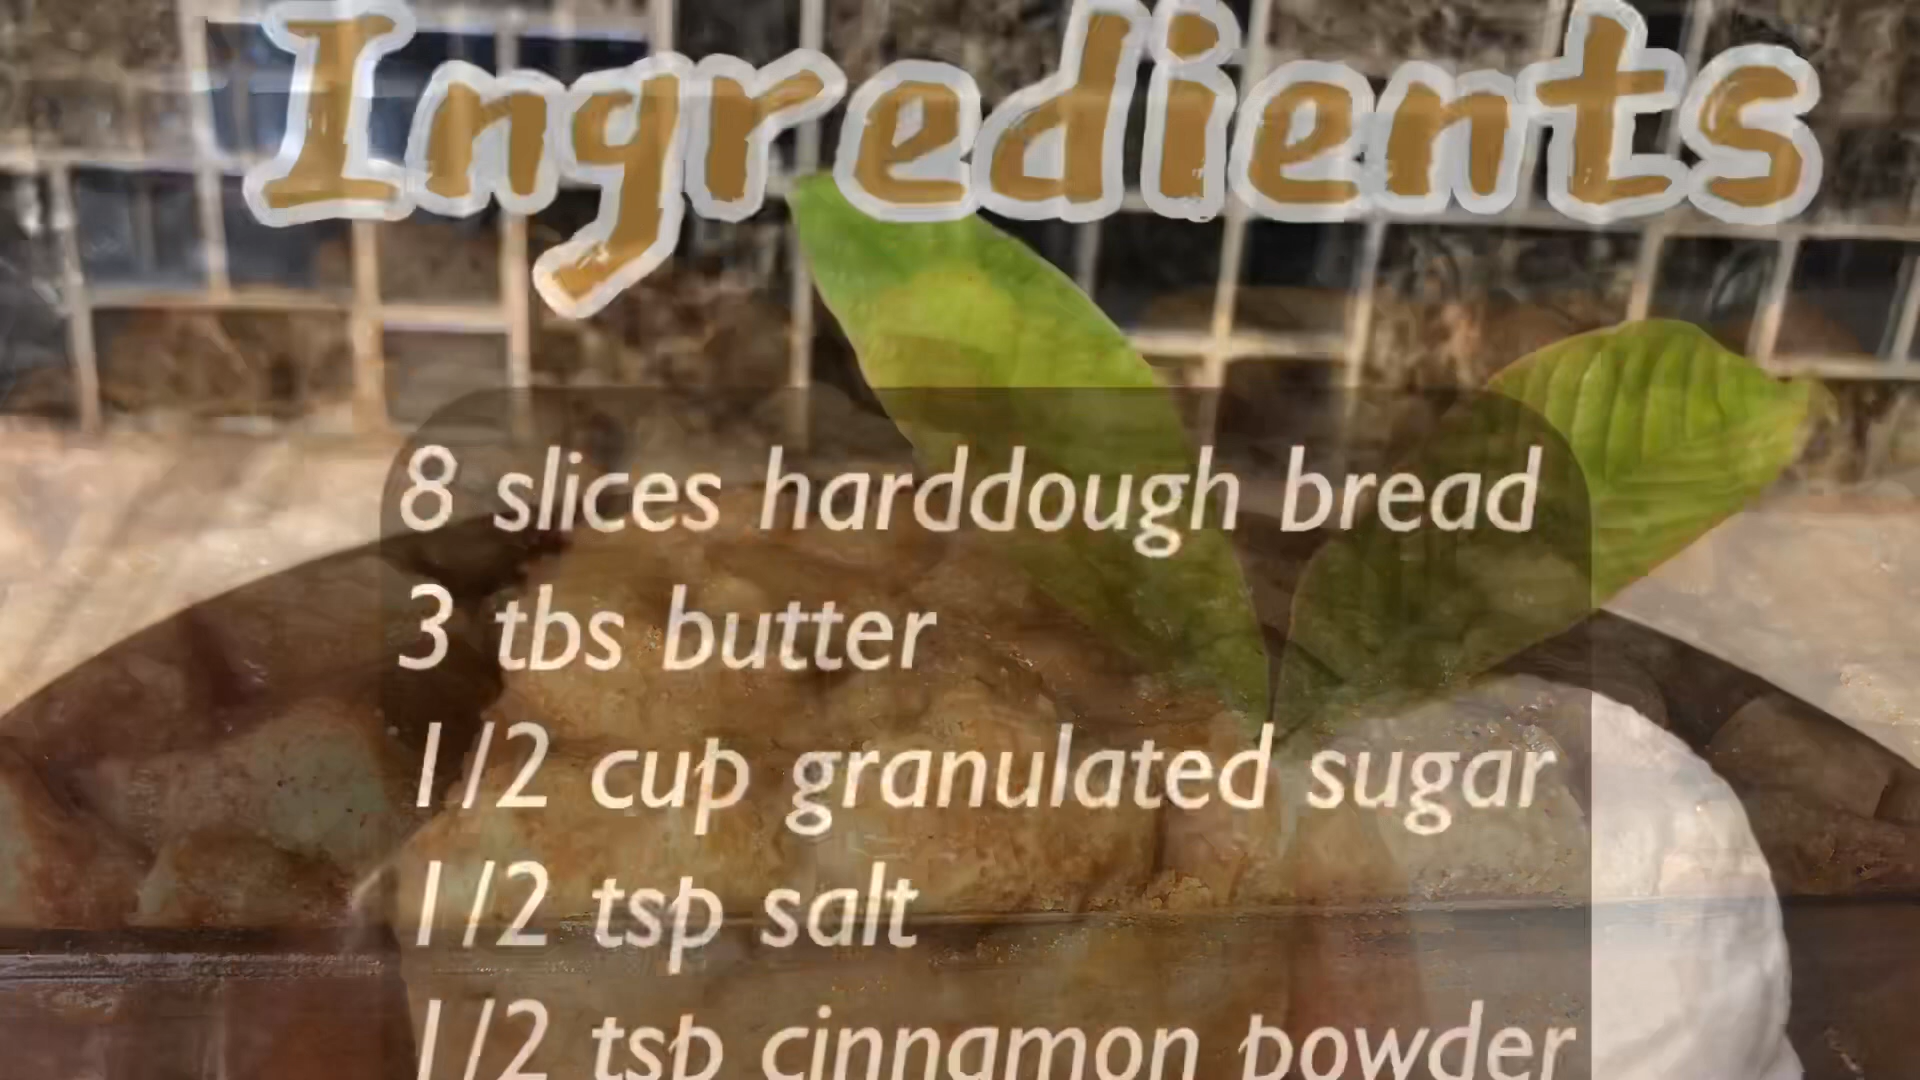 Ingredients
8 slices harddough bread
3 tbs butter
1/2 cup granulated sugar
1/2 tsp salt
1/2 tsp cinnamon powder